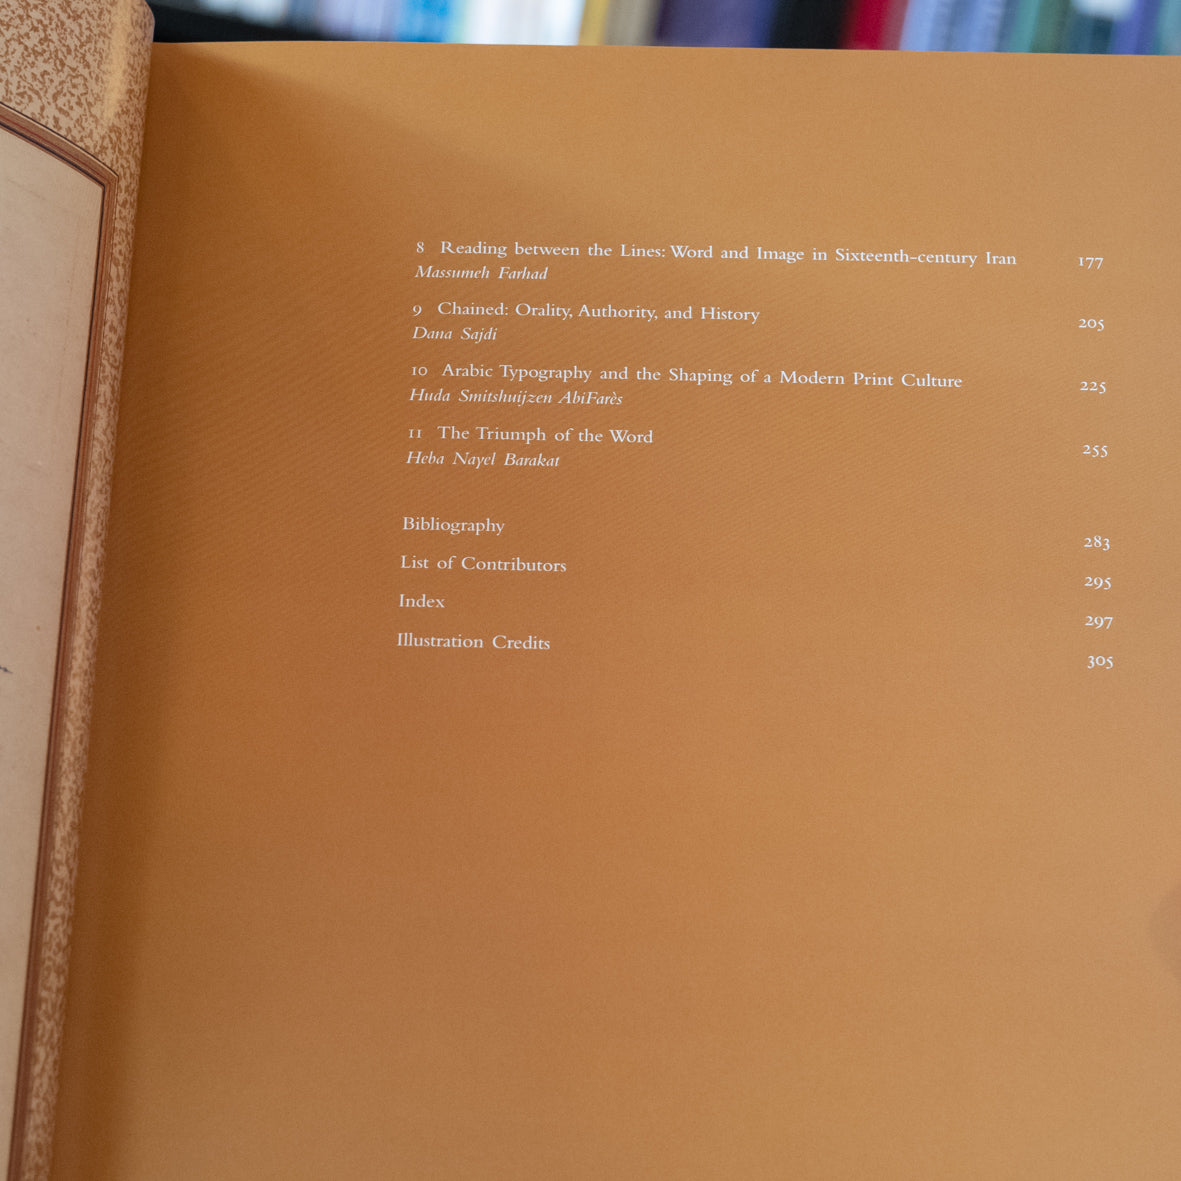 8 Reading between the Lines: Word and Image in Sixteenth-century Iran 177
Massumeh Farhad
9 Chained: Orality, Authority, and History 205
Dana Sajdi
10 Arabic Typography and the Shaping of a Modern Print Culture 225
Huda Smitshuijzen AbiFarès
11 The Triumph of the Word 255
Heba Nayel Barakat
Bibliography 283
List of Contributors 295
Index 297
Illustration Credits 305